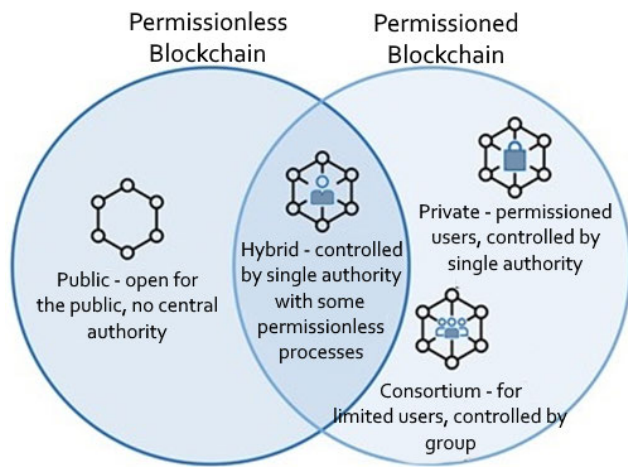 Permissionless
Blockchain
Permissioned
Blockchain
Public - open for
the public, no central
authority
Hybrid - controlled
by single authority
with some
permissionless
processes
Private - permissioned
users, controlled by
single authority
Consortium - for
limited users, controlled by
group